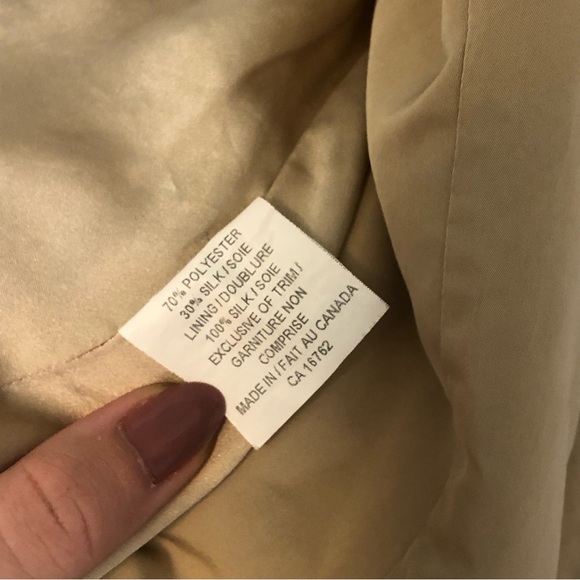 70% POLYESTER
30% SILK/SOIE
LINING/DOUBLURE
100% SILK/SOIE
EXCLUSIVE OF TRIM/
GARNITURE NON
COMPRISE
MADE IN/FAIT AU CANADA
CA 16762